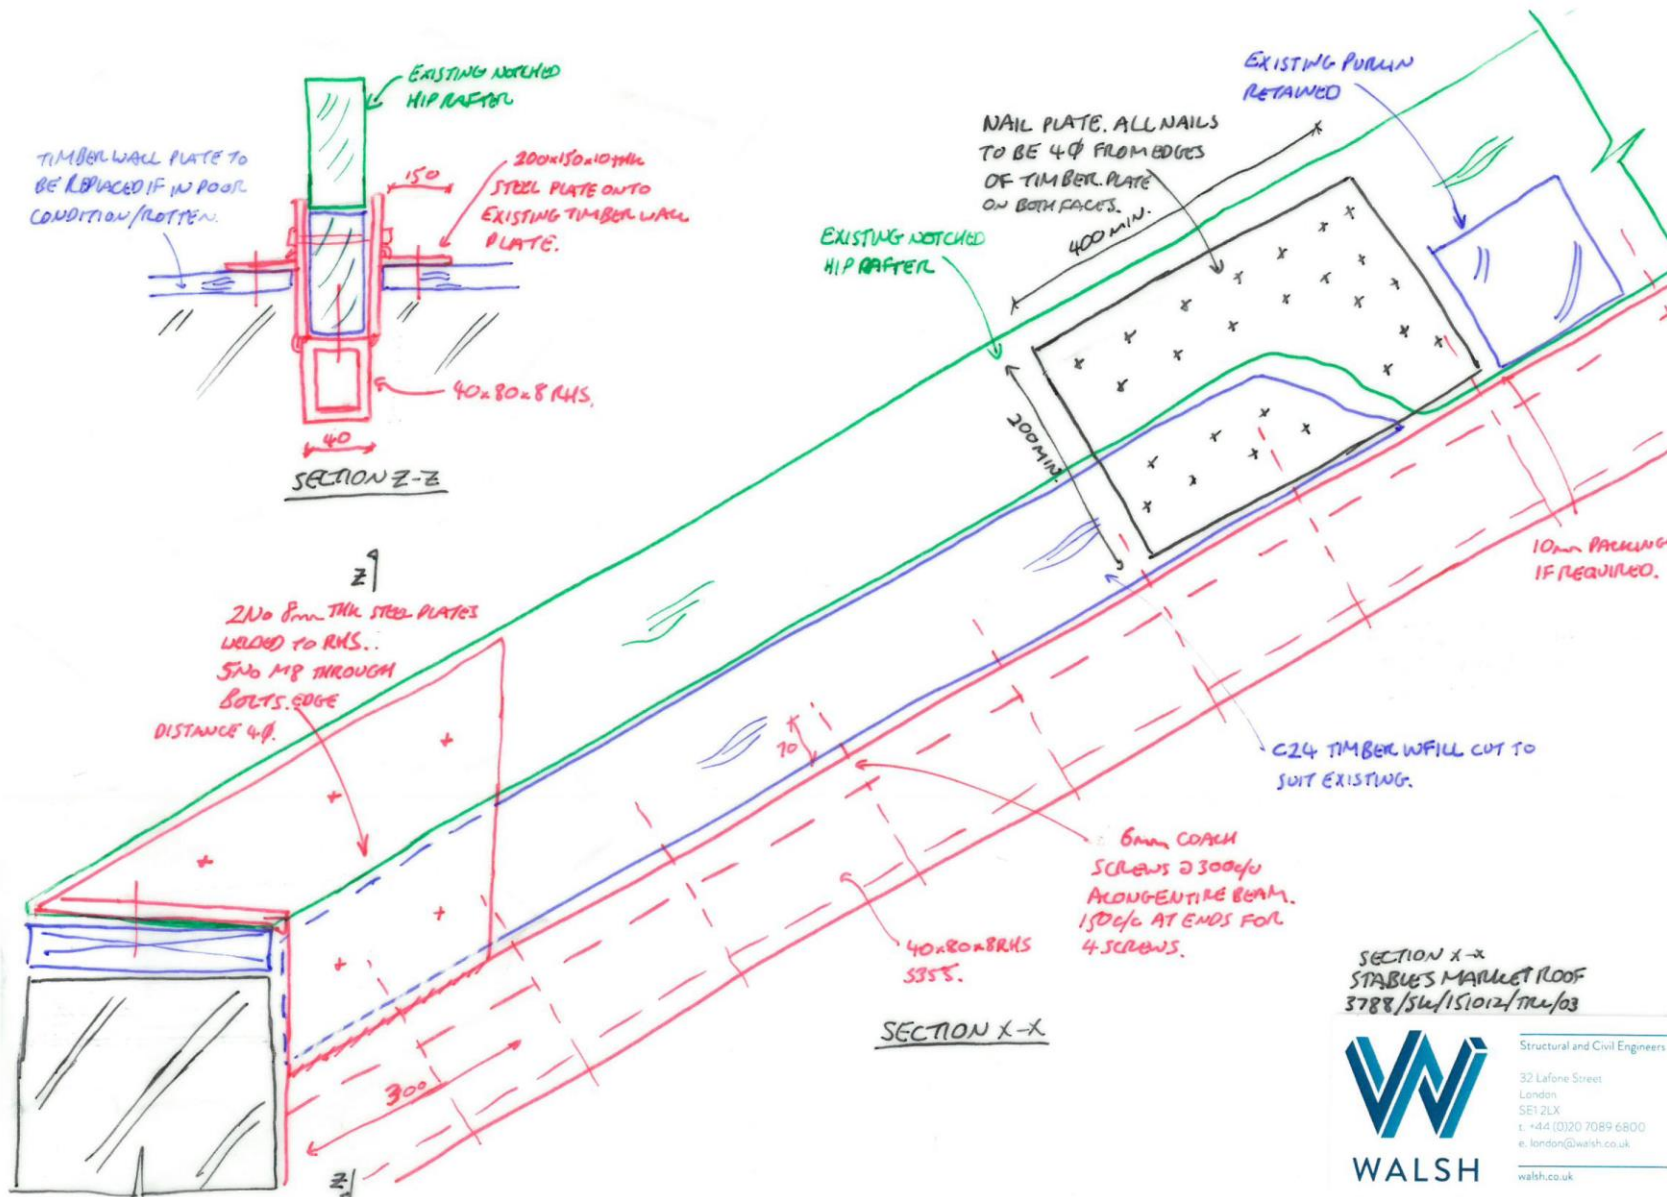 EXISTING NOTCHED
HIP RAFTER
TIMBER WALL PLATE TO
BE REPLACED IF IN POOR
CONDITION/ROTTEN.
150
200x150x10 THK
STEEL PLATE ONTO
EXISTING TIMBER WALL
PLATE.
40x80x8 RHS.
40
SECTION Z-Z
EXISTING PURLIN
RETAINED
NAIL PLATE. ALL NAILS
TO BE 4Ø FROM EDGES
OF TIMBER. PLATE
ON BOTH FACES.
400 MIN.
EXISTING NOTCHED
HIP RAFTER
200 MIN.
10mm PACKING
IF REQUIRED.
Z
2No 8mm THK STEEL PLATES
WELDED TO RHS..
5No M8 THROUGH
BOLTS. EDGE
DISTANCE 4Ø.
70
C24 TIMBER INFILL CUT TO
SUIT EXISTING.
6mm COACH
SCREWS @ 300 c/c
ALONG ENTIRE BEAM.
150 c/c AT ENDS FOR
4 SCREWS.
40x80x8 RHS
S355.
300
Z
SECTION X-X
SECTION X-X
STABLES MARKET ROOF
3788/SK/151012/TRL/03
WALSH
Structural and Civil Engineers
32 Lafone Street
London
SE1 2LX
t. +44 (0)20 7089 6800
e. london@walsh.co.uk
walsh.co.uk